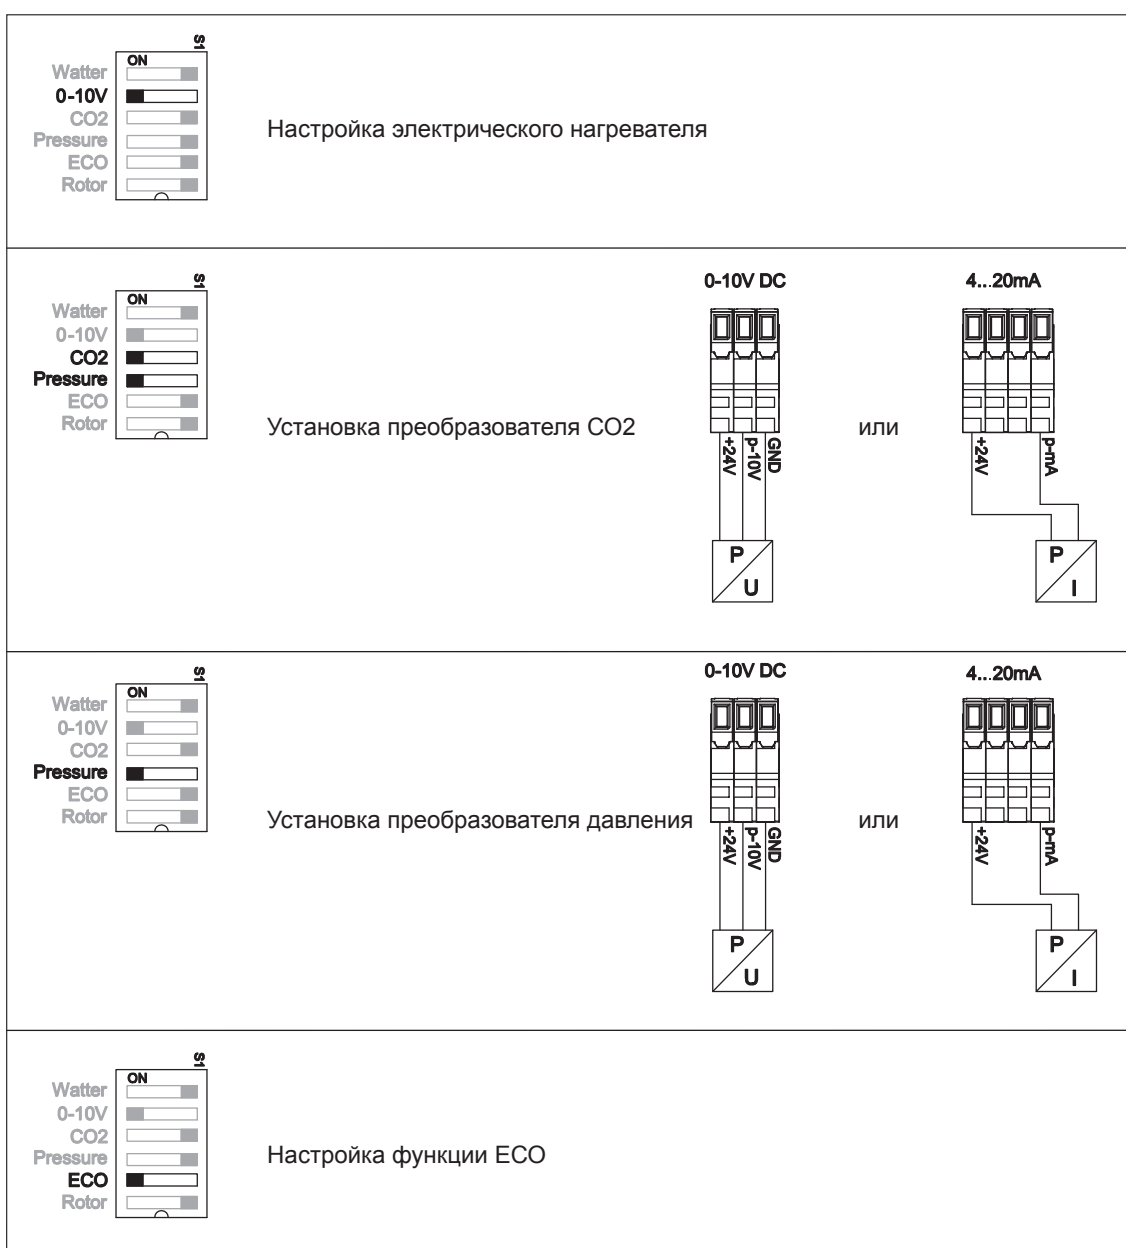 S1
ON
Watter
0-10V
CO2
Pressure
ECO
Rotor
Настройка электрического нагревателя
S1
ON
Watter
0-10V
CO2
Pressure
ECO
Rotor
Установка преобразователя CO2
0-10V DC
+24V
p-10V
GND
P
U
или
4...20mA
+24V
p-mA
P
I
S1
ON
Watter
0-10V
CO2
Pressure
ECO
Rotor
Установка преобразователя давления
0-10V DC
+24V
p-10V
GND
P
U
или
4...20mA
+24V
p-mA
P
I
S1
ON
Watter
0-10V
CO2
Pressure
ECO
Rotor
Настройка функции ECO